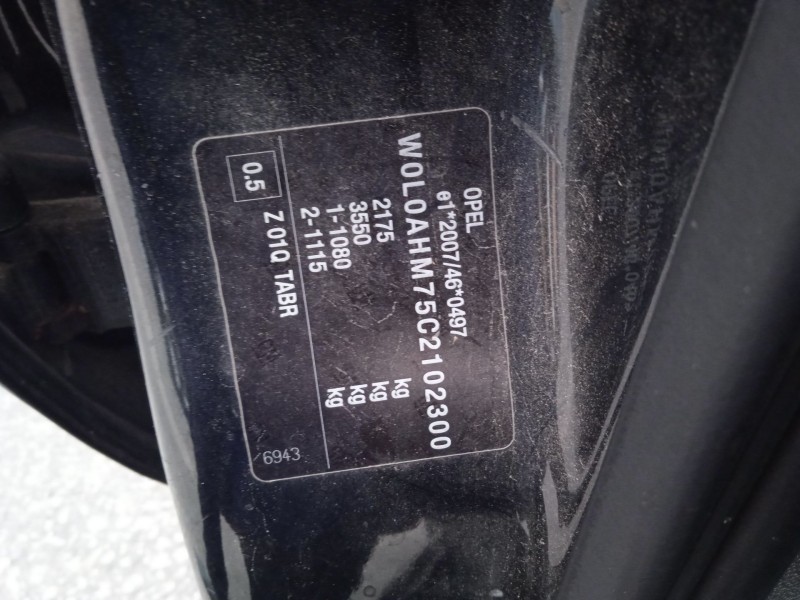 OPEL
e1*2007/46*0497
W0L0AHM75C2102300
2175 kg
3550 kg
1-1080 kg
2-1115 kg
0.5 Z 01Q TABR
6943